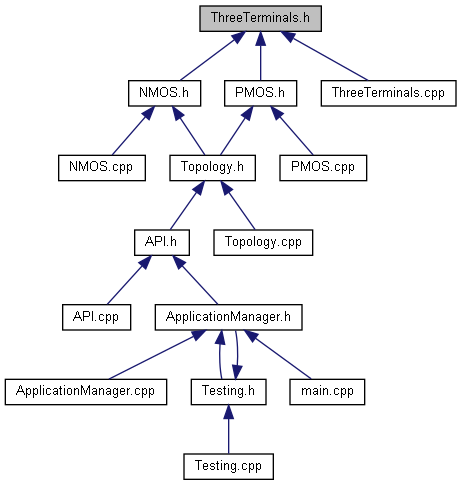 ThreeTerminals.h
NMOS.h
PMOS.h
ThreeTerminals.cpp
NMOS.cpp
Topology.h
PMOS.cpp
API.h
Topology.cpp
API.cpp
ApplicationManager.h
ApplicationManager.cpp
Testing.h
main.cpp
Testing.cpp